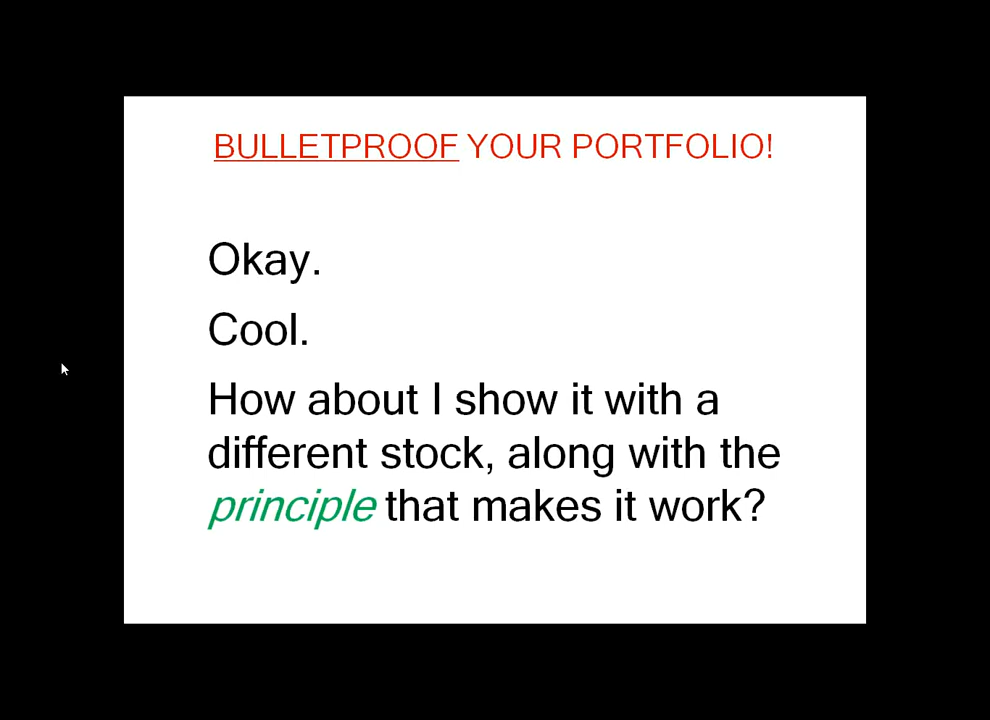 BULLETPROOF YOUR PORTFOLIO!
Okay.
Cool.
How about I show it with a
different stock, along with the
principle that makes it work?